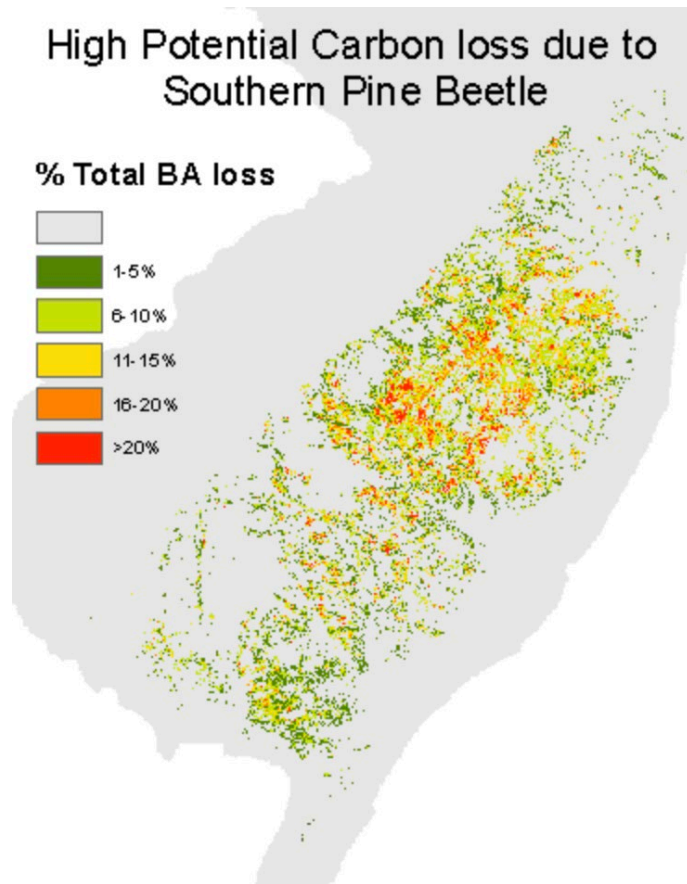 High Potential Carbon loss due to
Southern Pine Beetle
% Total BA loss
1-5%
6-10%
11-15%
16-20%
>20%